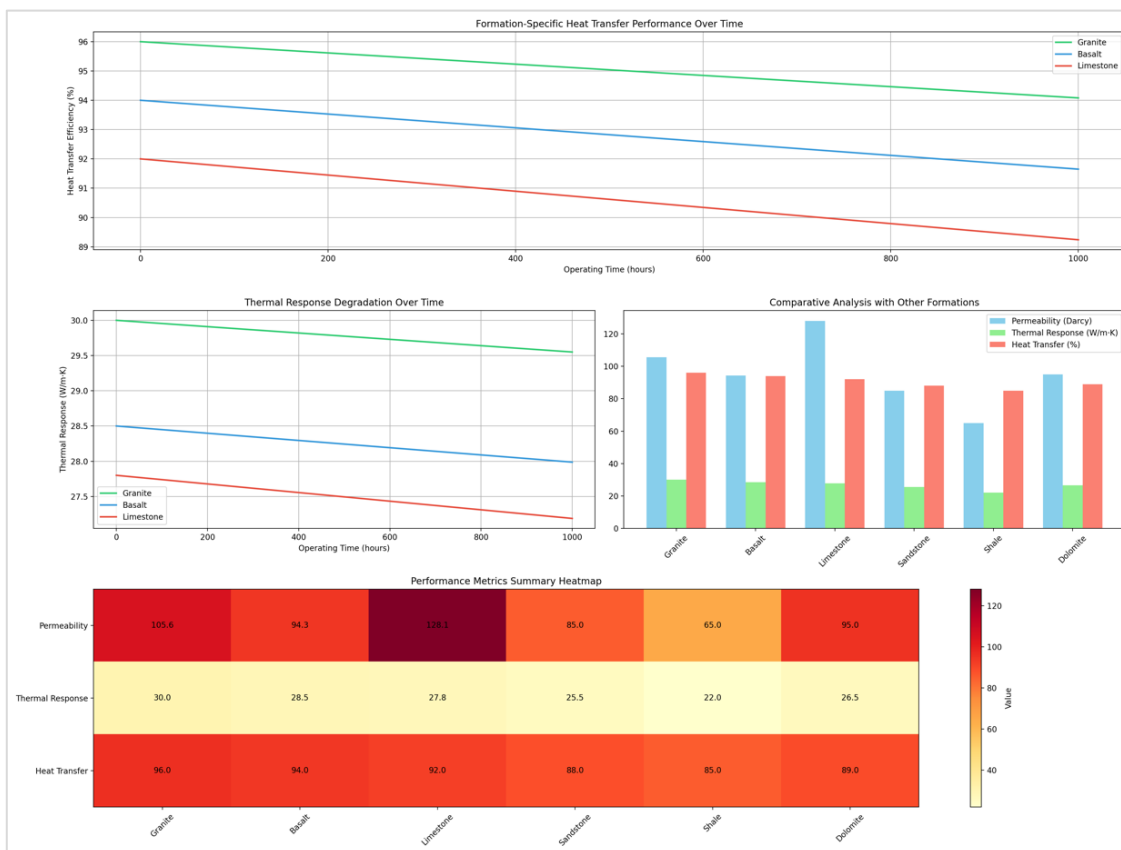 Formation-Specific Heat Transfer Performance Over Time
Heat Transfer Efficiency (%)
96
95
94
93
92
91
90
89
0 200 400 600 800 1000
Operating Time (hours)
Granite
Basalt
Limestone
Thermal Response Degradation Over Time
Thermal Response (W/m·K)
30.0
29.5
29.0
28.5
28.0
27.5
0 200 400 600 800 1000
Operating Time (hours)
Granite
Basalt
Limestone
Comparative Analysis with Other Formations
120
100
80
60
40
20
0
Permeability (Darcy)
Thermal Response (W/m·K)
Heat Transfer (%)
Granite Basalt Limestone Sandstone Shale Dolomite
Performance Metrics Summary Heatmap
Permeability 105.6 94.3 128.1 85.0 65.0 95.0
Thermal Response 30.0 28.5 27.8 25.5 22.0 26.5
Heat Transfer 96.0 94.0 92.0 88.0 85.0 89.0
Granite Basalt Limestone Sandstone Shale Dolomite
120
100
80
60
40
Value